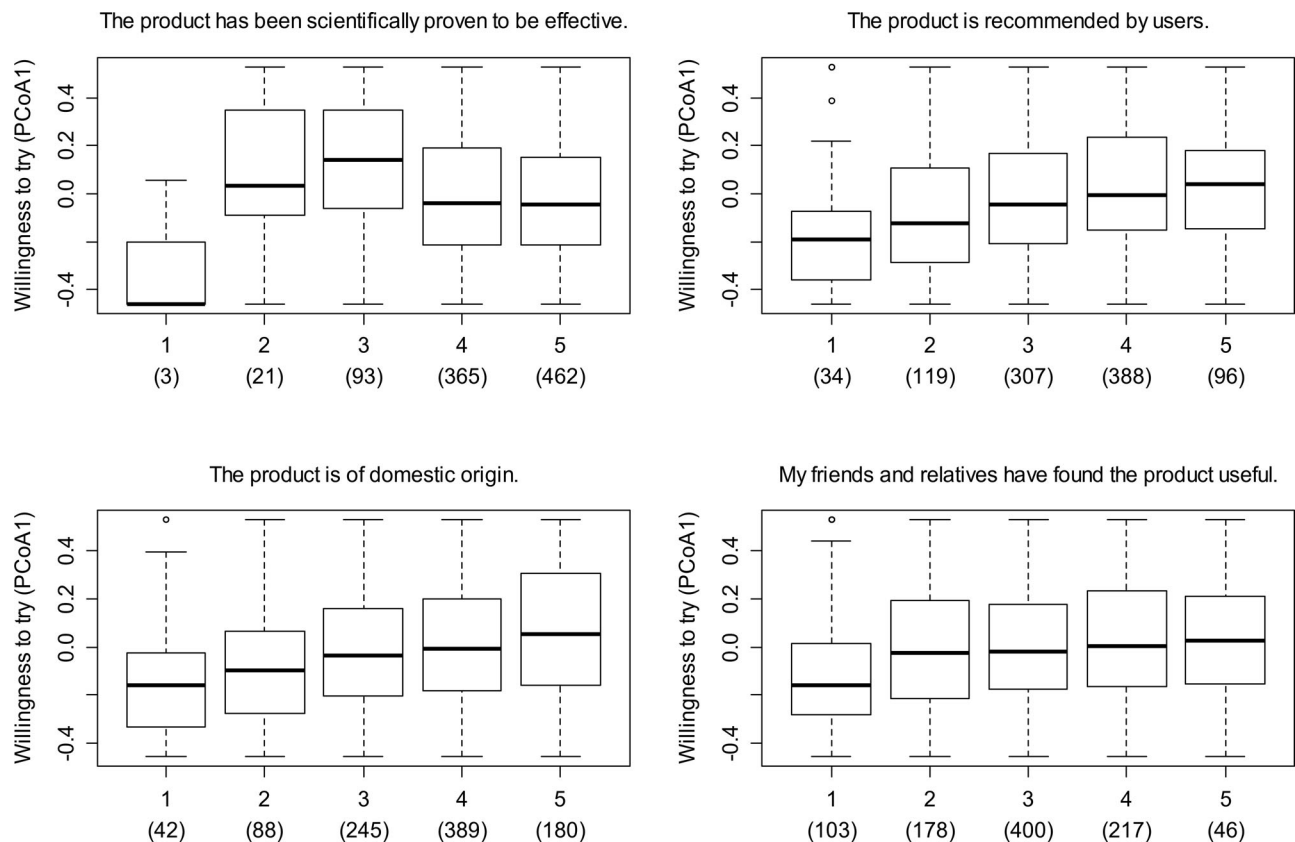 The product has been scientifically proven to be effective.
Willingness to try (PCoA1)
0.4
0.2
0.0
-0.4
1 2 3 4 5
(3) (21) (93) (365) (462)
The product is recommended by users.
Willingness to try (PCoA1)
0.4
0.2
0.0
-0.4
1 2 3 4 5
(34) (119) (307) (388) (96)
The product is of domestic origin.
Willingness to try (PCoA1)
0.4
0.2
0.0
-0.4
1 2 3 4 5
(42) (88) (245) (389) (180)
My friends and relatives have found the product useful.
Willingness to try (PCoA1)
0.4
0.2
0.0
-0.4
1 2 3 4 5
(103) (178) (400) (217) (46)